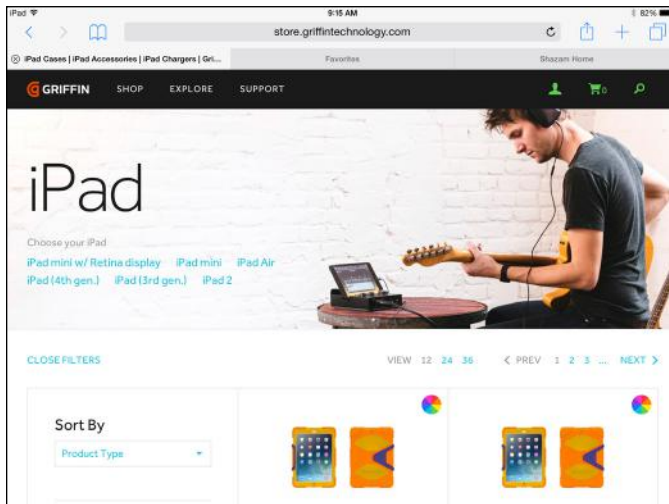 iPad 9:15 AM 82%
store.griffintechnology.com
iPad Cases | iPad Accessories | iPad Chargers | Gri... Favorites Shazam Home
GRIFFIN SHOP EXPLORE SUPPORT 0
iPad
Choose your iPad
iPad mini w/ Retina display iPad mini iPad Air
iPad (4th gen.) iPad (3rd gen.) iPad 2
CLOSE FILTERS VIEW 12 24 36 PREV 1 2 3 ... NEXT
Sort By
Product Type